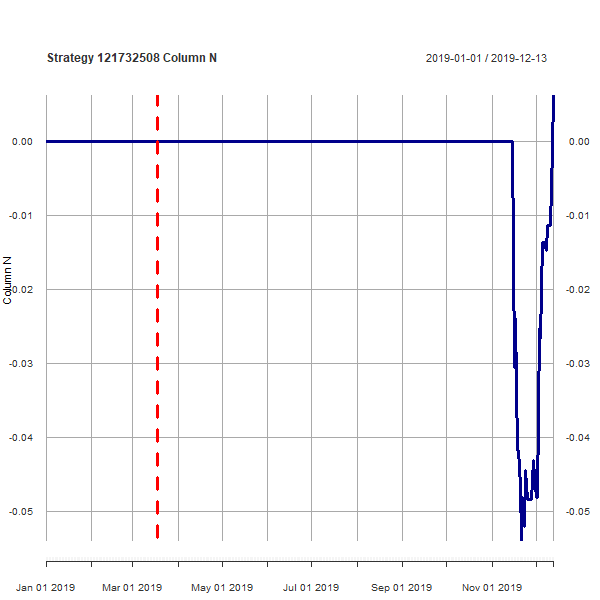 Strategy 121732508 Column N
2019-01-01 / 2019-12-13
0.00
0.00
-0.01
-0.01
Column N
-0.02
-0.02
-0.03
-0.03
-0.04
-0.04
-0.05
-0.05
Jan 01 2019
Mar 01 2019
May 01 2019
Jul 01 2019
Sep 01 2019
Nov 01 2019